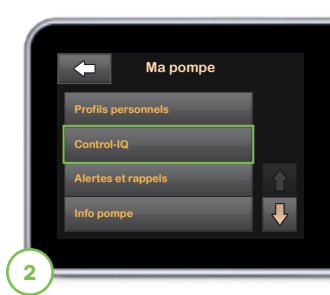 Ma pompe
Profils personnels
Control-IQ
Alertes et rappels
Info pompe
2